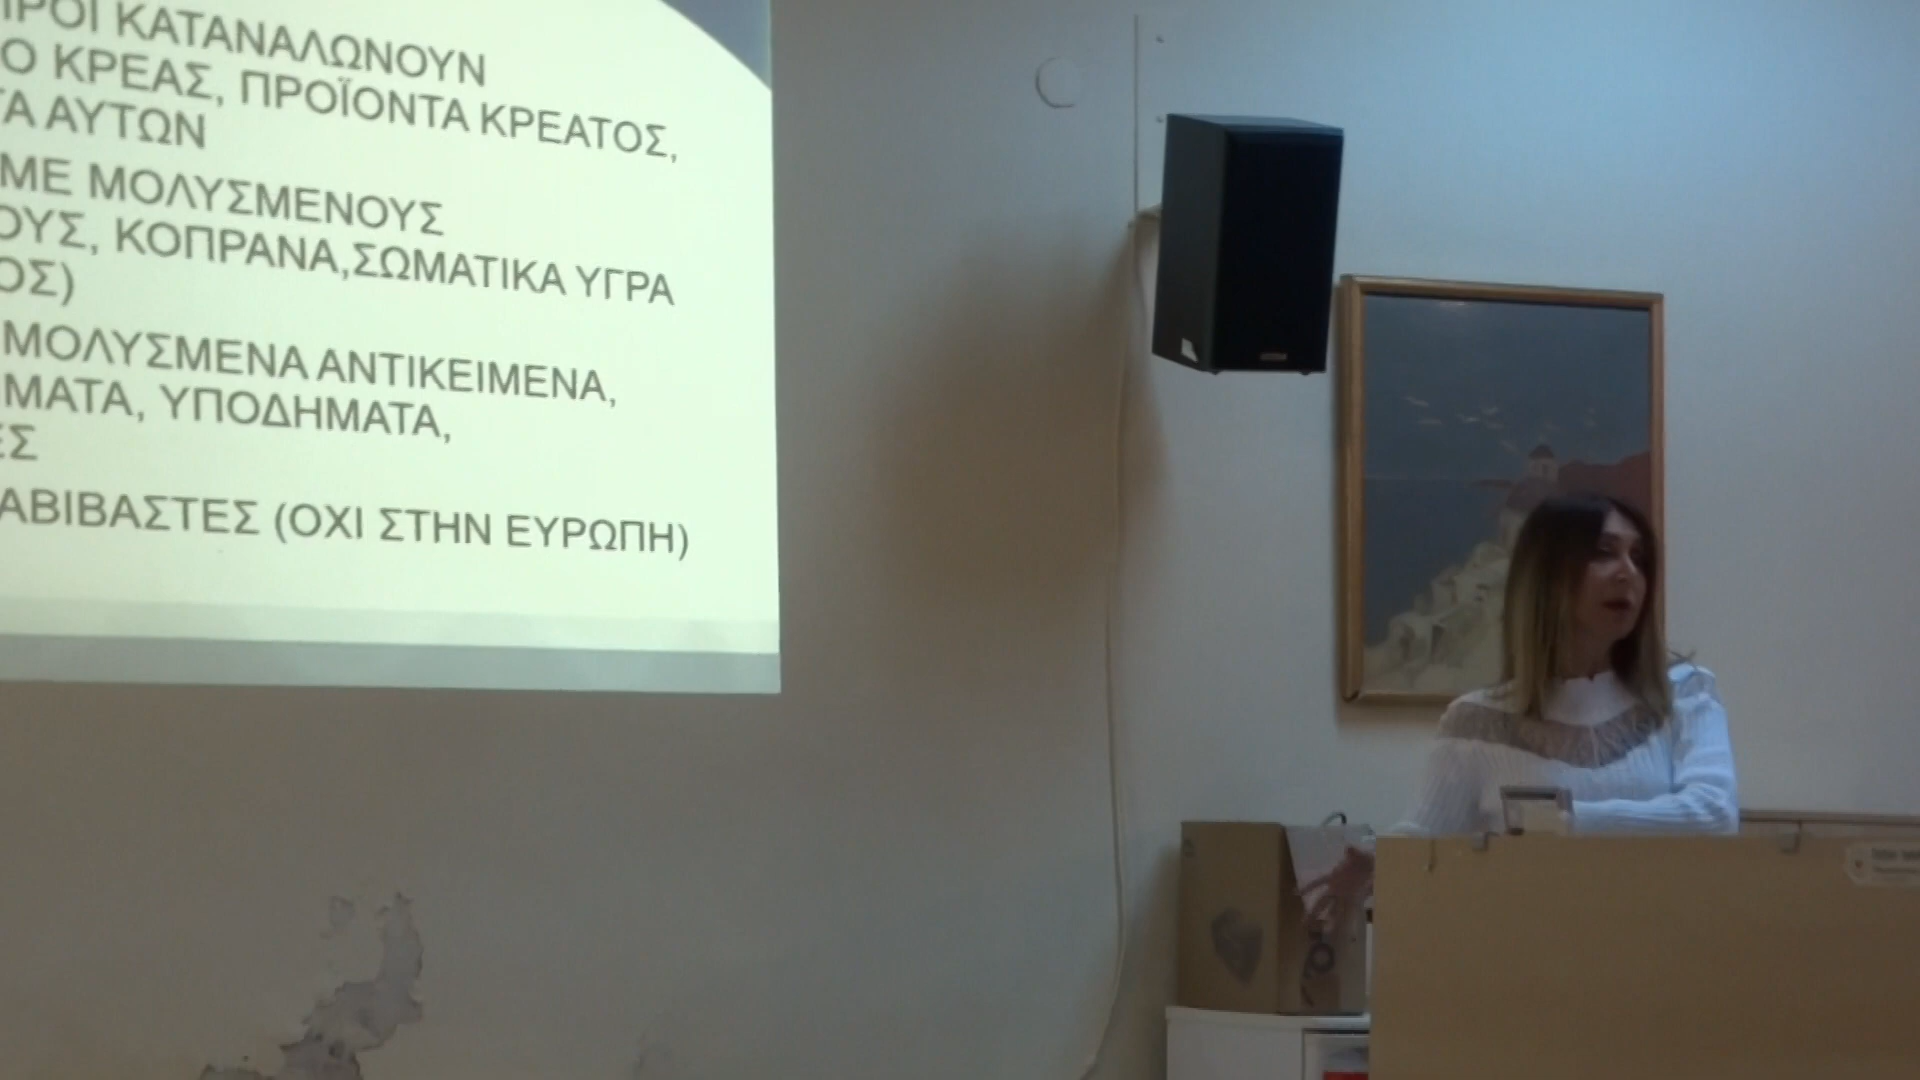 ΚΑΤΑΝΑΛΩΝΟΥΝ
Ο ΚΡΕΑΣ, ΠΡΟΪΟΝΤΑ ΚΡΕΑΤΟΣ,
ΤΑ ΑΥΤΩΝ
ΜΕ ΜΟΛΥΣΜΕΝΟΥΣ
ΟΥΣ, ΚΟΠΡΑΝΑ,ΣΩΜΑΤΙΚΑ ΥΓΡΑ
ΟΣ)
ΜΟΛΥΣΜΕΝΑ ΑΝΤΙΚΕΙΜΕΝΑ,
ΜΑΤΑ, ΥΠΟΔΗΜΑΤΑ,
ΕΣ
ΑΒΙΒΑΣΤΕΣ (ΟΧΙ ΣΤΗΝ ΕΥΡΩΠΗ)